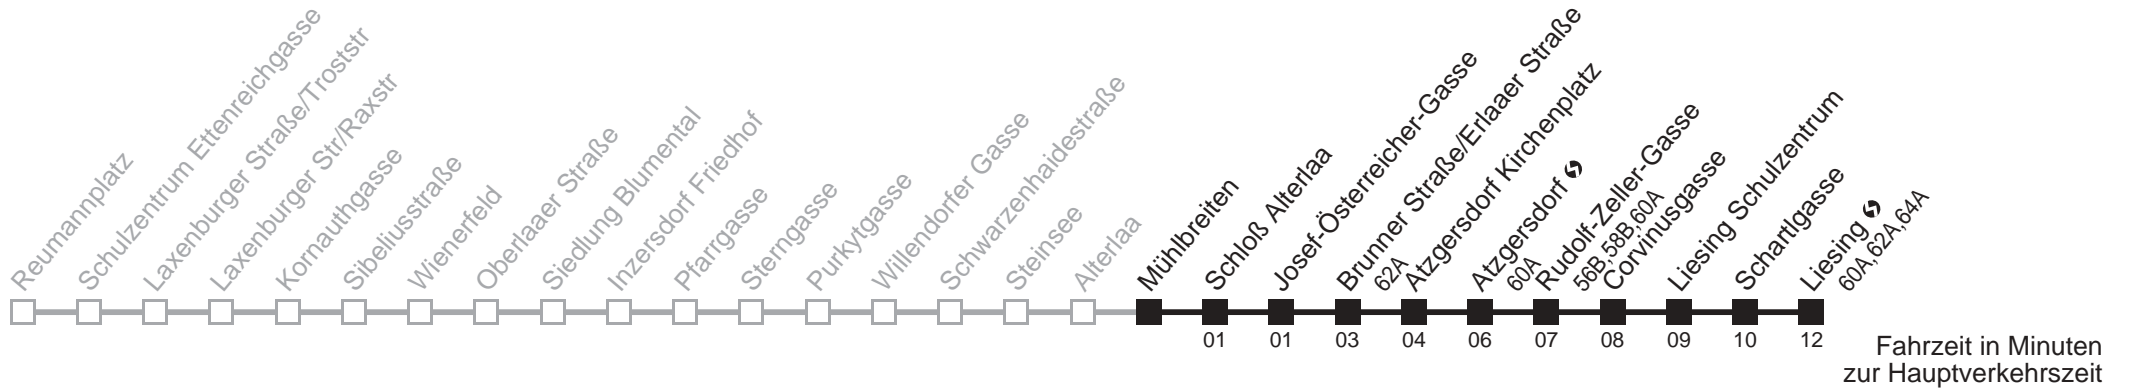 Reumannplatz
Schulzentrum Ettenreichgasse
Laxenburger Straße/Troststr
Laxenburger Str/Raxstr
Kornauthgasse
Sibeliusstraße
Wienerfeld
Oberlaaer Straße
Siedlung Blumental
Inzersdorf Friedhof
Pfarrgasse
Sterngasse
Purkytgasse
Willendorfer Gasse
Schwarzenhaidestraße
Steinsee
Alterlaa
Mühlbreiten
Schloß Alterlaa
Josef-Österreicher-Gasse
Brunner Straße/Erlaaer Straße
62A
Atzgersdorf Kirchenplatz
Atzgersdorf
60A
Rudolf-Zeller-Gasse
56B,58B,60A
Corvinusgasse
Liesing Schulzentrum
Schartlgasse
Liesing
60A,62A,64A
01 01 03 04 06 07 08 09 10 12
Fahrzeit in Minuten
zur Hauptverkehrszeit